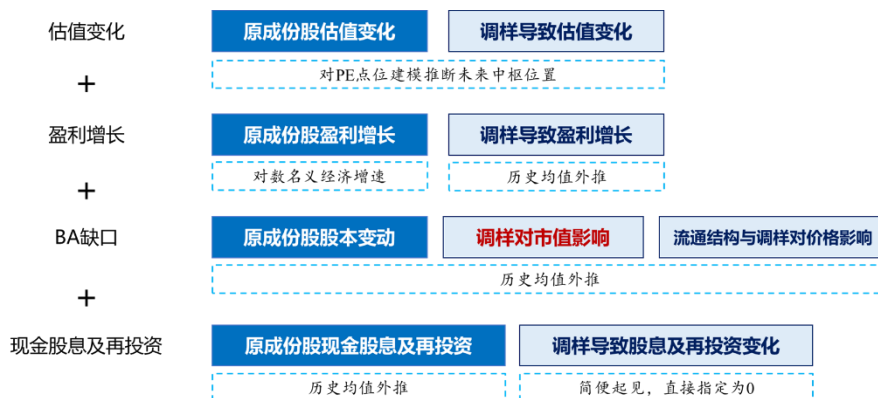 估值变化
原成份股估值变化
调样导致估值变化
对PE点位建模推断未来中枢位置
+
盈利增长
原成份股盈利增长
调样导致盈利增长
对数名义经济增速
历史均值外推
+
BA缺口
原成份股股本变动
调样对市值影响
流通结构与调样对价格影响
历史均值外推
+
现金股息及再投资
原成份股现金股息及再投资
调样导致股息及再投资变化
历史均值外推
简便起见，直接指定为0